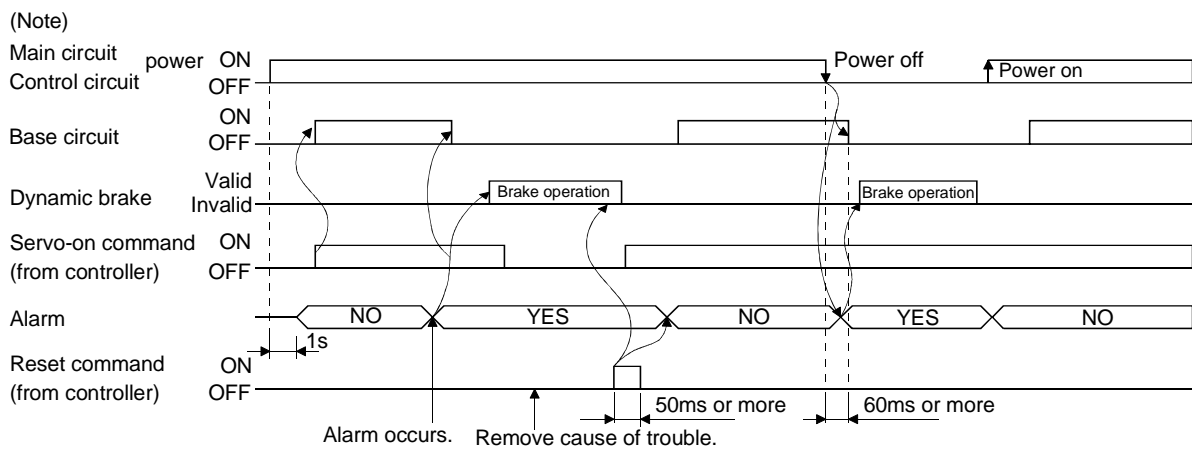 (Note)
Main circuit
Control circuit
power
ON
OFF
Power off
Power on
Base circuit
ON
OFF
Dynamic brake
Valid
Invalid
Brake operation
Brake operation
Servo-on command
(from controller)
ON
OFF
Alarm
NO
YES
NO
YES
NO
1s
Reset command
(from controller)
ON
OFF
50ms or more
60ms or more
Alarm occurs.
Remove cause of trouble.